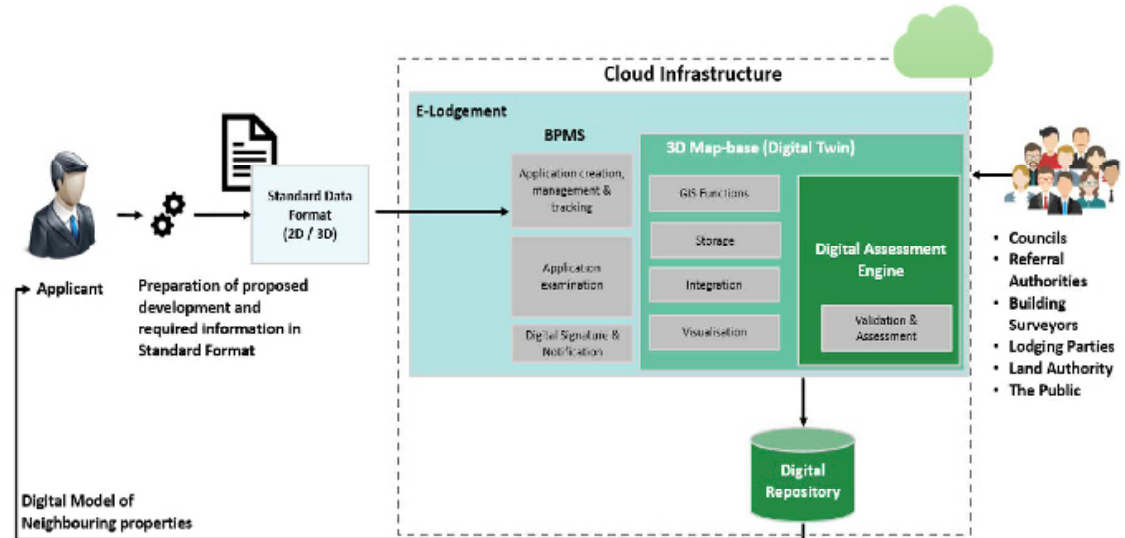 Cloud Infrastructure
E-Lodgement
BPMS
Application creation,
management &
tracking
Application
examination
Digital Signature &
Notification
3D Map-base (Digital Twin)
GIS Functions
Storage
Integration
Visualisation
Digital Assessment
Engine
Validation &
Assessment
Standard Data
Format
(2D / 3D)
Applicant
Preparation of proposed
development and
required information in
Standard Format
• Councils
• Referral
Authorities
• Building
Surveyors
• Lodging Parties
• Land Authority
• The Public
Digital
Repository
Digital Model of
Neighbouring properties